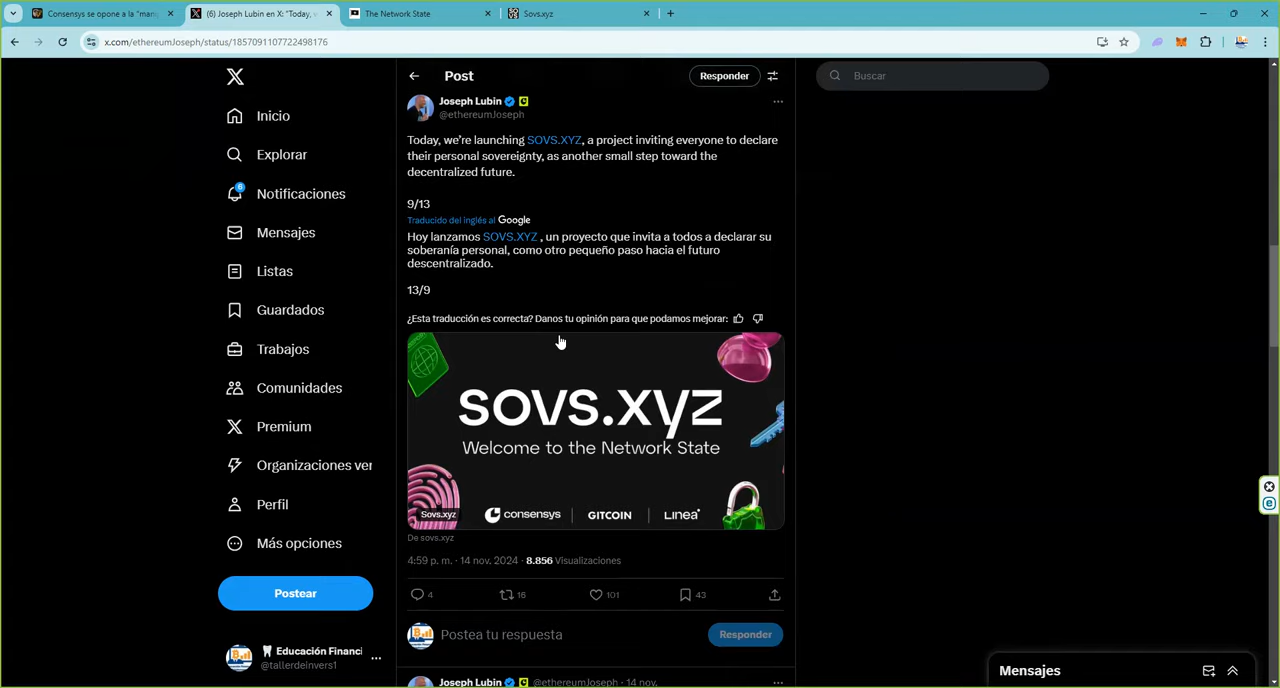 Consensys se opone a la "man
(6) Joseph Lubin en X: "Today, w
The Network State
Sovs.xyz
x.com/ethereumJoseph/status/1857091107722498176
Post
Responder
Buscar
Inicio
Explorar
6
Notificaciones
Mensajes
Listas
Guardados
Trabajos
Comunidades
Premium
Organizaciones ver
Perfil
Más opciones
Postear
Educación Financi
@tallerdeinvers1
Joseph Lubin
@ethereumJoseph
Today, we're launching SOVS.XYZ, a project inviting everyone to declare
their personal sovereignty, as another small step toward the
decentralized future.
9/13
Traducido del inglés al Google
Hoy lanzamos SOVS.XYZ , un proyecto que invita a todos a declarar su
soberanía personal, como otro pequeño paso hacia el futuro
descentralizado.
13/9
¿Esta traducción es correcta? Danos tu opinión para que podamos mejorar:
SOVS.XYZ
Welcome to the Network State
Sovs.xyz
consensys
GITCOIN
Linea
De sovs.xyz
4:59 p. m. · 14 nov. 2024 · 8.856 Visualizaciones
4
16
101
43
Postea tu respuesta
Responder
Joseph Lubin @ethereumJoseph · 14 nov.
Mensajes